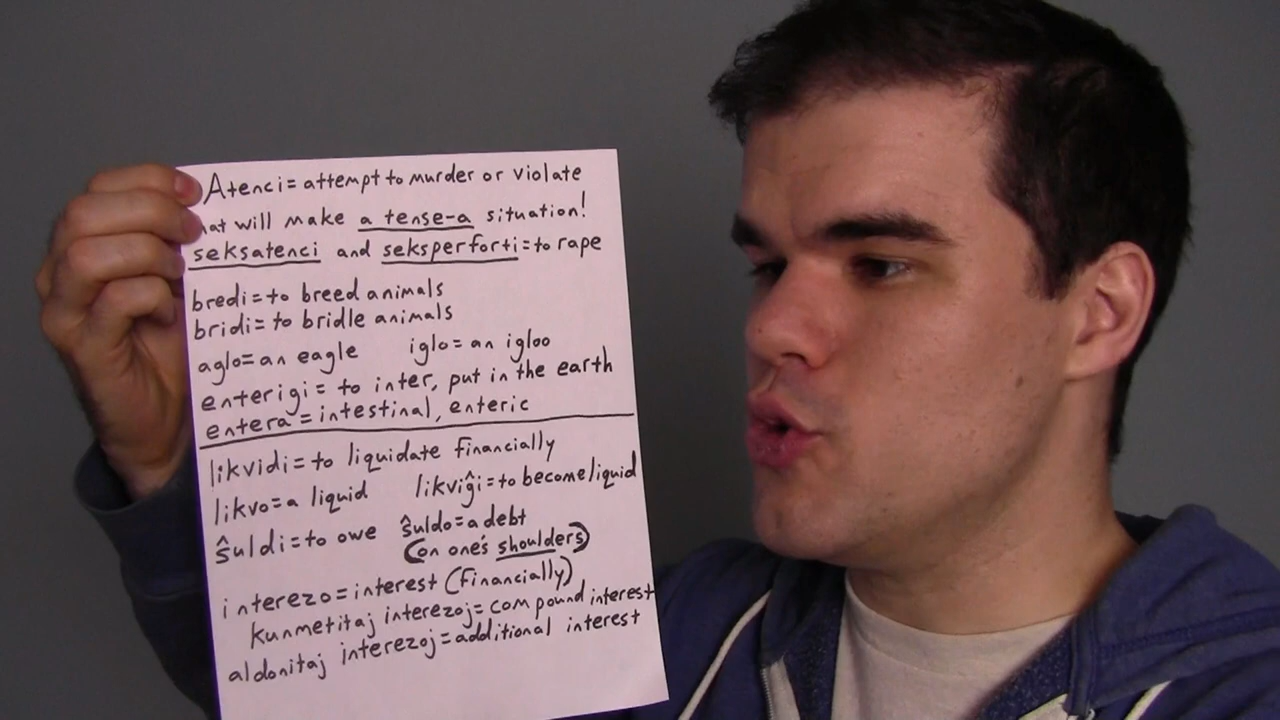 Atenci = attempt to murder or violate
will make a tense-a situation!
seksatenci and seksperforti = to rape
bredi = to breed animals
bridi = to bridle animals
aglo = an eagle iglo = an igloo
enterigi = to inter, put in the earth
entera = intestinal, enteric
likvidi = to liquidate financially
likvo = a liquid likviĝi = to become liquid
ŝuldi = to owe ŝuldo = a debt
(on one's shoulders)
interezo = interest (financially)
kunmetitaj interezoj = compound interest
aldonitaj interezoj = additional interest